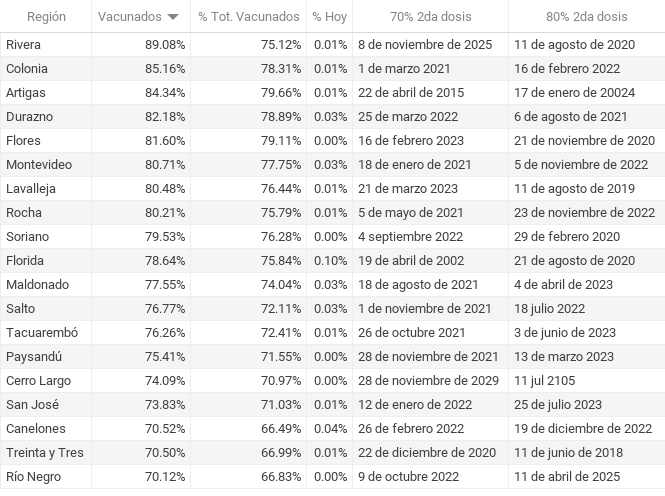 Región Vacunados % Tot. Vacunados % Hoy 70% 2da dosis 80% 2da dosis
Rivera 89.08% 75.12% 0.01% 8 de noviembre de 2025 11 de agosto de 2020
Colonia 85.16% 78.31% 0.01% 1 de marzo 2021 16 de febrero 2022
Artigas 84.34% 79.66% 0.01% 22 de abril de 2015 17 de enero de 20024
Durazno 82.18% 78.89% 0.03% 25 de marzo 2022 6 de agosto de 2021
Flores 81.60% 79.11% 0.00% 16 de febrero 2023 21 de noviembre de 2020
Montevideo 80.71% 77.75% 0.03% 18 de enero de 2021 5 de noviembre de 2022
Lavalleja 80.48% 76.44% 0.01% 21 de marzo 2023 11 de agosto de 2019
Rocha 80.21% 75.79% 0.01% 5 de mayo de 2021 23 de noviembre de 2022
Soriano 79.53% 76.28% 0.00% 4 septiembre 2022 29 de febrero 2020
Florida 78.64% 75.84% 0.10% 19 de abril de 2002 21 de agosto de 2020
Maldonado 77.55% 74.04% 0.03% 18 de agosto de 2021 4 de abril de 2023
Salto 76.77% 72.11% 0.03% 1 de noviembre de 2021 18 julio 2022
Tacuarembó 76.26% 72.41% 0.01% 26 de octubre 2021 3 de junio de 2023
Paysandú 75.41% 71.55% 0.00% 28 de noviembre de 2021 13 de marzo 2023
Cerro Largo 74.09% 70.97% 0.00% 28 de noviembre de 2029 11 jul 2105
San José 73.83% 71.03% 0.01% 12 de enero de 2022 25 de julio 2023
Canelones 70.52% 66.49% 0.04% 26 de febrero 2022 19 de diciembre de 2022
Treinta y Tres 70.50% 66.99% 0.01% 22 de diciembre de 2020 11 de junio de 2018
Río Negro 70.12% 66.83% 0.00% 9 de octubre 2022 11 de abril de 2025